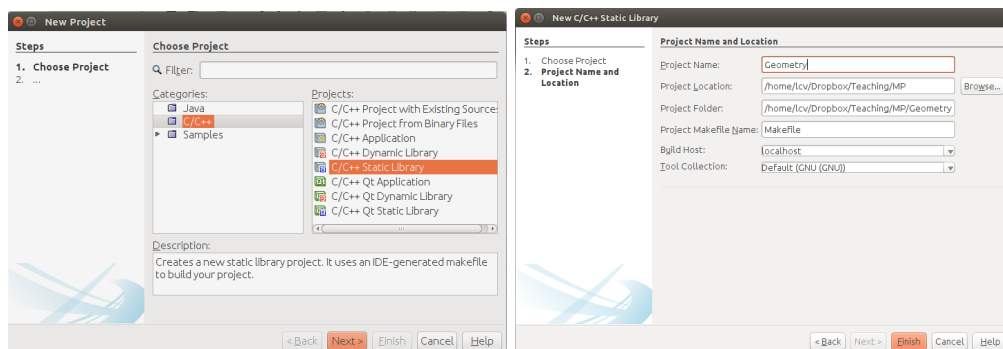 New Project
Steps
1. Choose Project
2. ...
Choose Project
Filter:
Categories:
Java
C/C++
Samples
Projects:
C/C++ Project with Existing Source
C/C++ Project from Binary Files
C/C++ Application
C/C++ Dynamic Library
C/C++ Static Library
C/C++ Qt Application
C/C++ Qt Dynamic Library
C/C++ Qt Static Library
Description:
Creates a new static library project. It uses an IDE-generated makefile
to build your project.
< Back Next > Finish Cancel Help
New C/C++ Static Library
Steps
1. Choose Project
2. Project Name and
Location
Project Name and Location
Project Name: Geometry
Project Location: /home/lcv/Dropbox/Teaching/MP Browse...
Project Folder: /home/lcv/Dropbox/Teaching/MP/Geometry
Project Makefile Name: Makefile
Build Host: localhost
Tool Collection: Default (GNU (GNU))
< Back Next > Finish Cancel Help